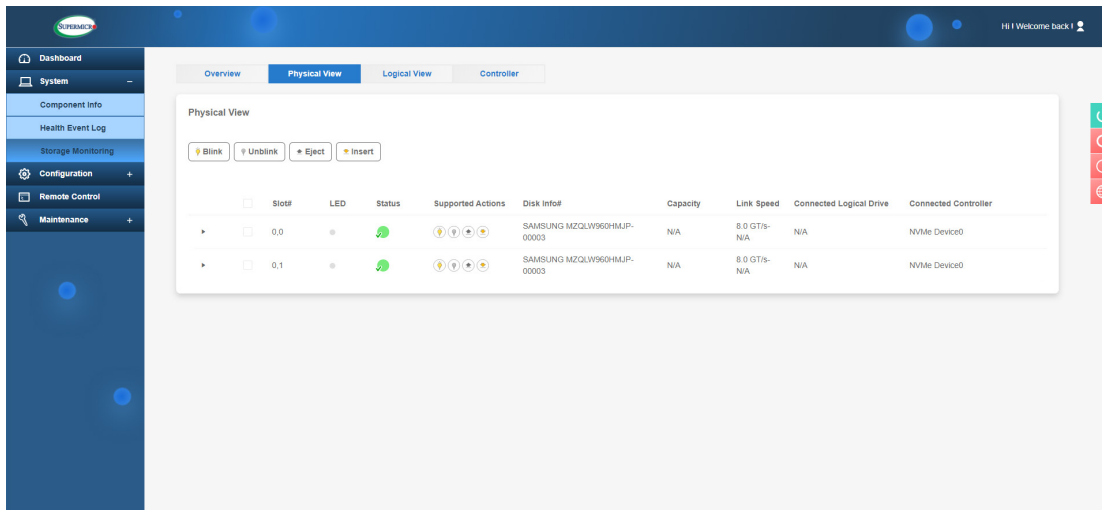 SUPERMICRO
Hi ! Welcome back !
Dashboard
System −
Component Info
Health Event Log
Storage Monitoring
Configuration +
Remote Control
Maintenance +
Overview Physical View Logical View Controller
Physical View
Blink Unblink Eject Insert
Slot# LED Status Supported Actions Disk Info# Capacity Link Speed Connected Logical Drive Connected Controller
0,0 SAMSUNG MZQLW960HMJP-00003 N/A 8.0 GT/s-N/A N/A NVMe Device0
0,1 SAMSUNG MZQLW960HMJP-00003 N/A 8.0 GT/s-N/A N/A NVMe Device0